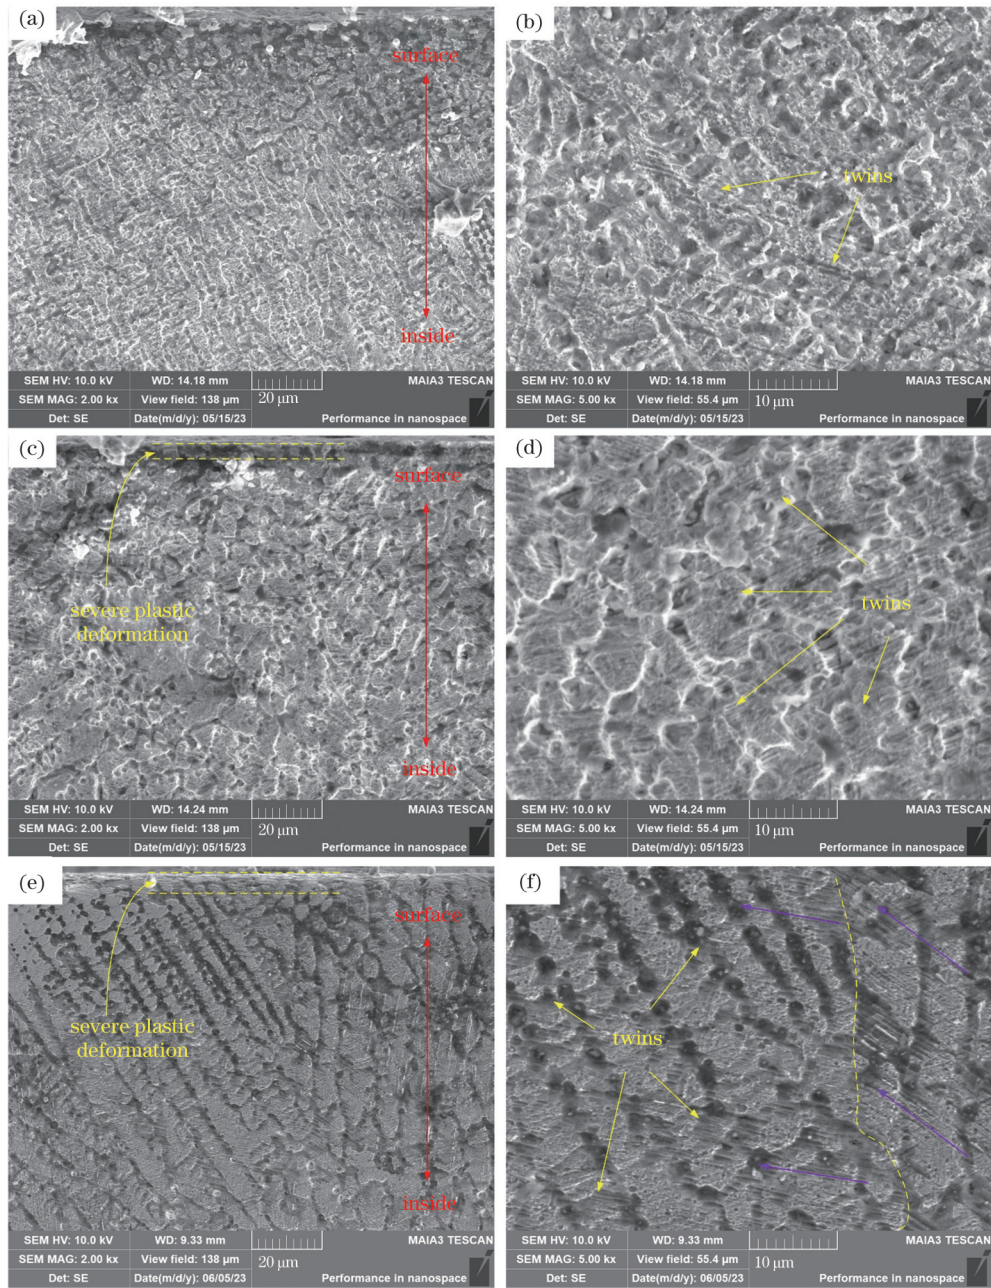 (a)
surface
inside
SEM HV: 10.0 kV WD: 14.18 mm MAIA3 TESCAN
SEM MAG: 2.00 kx View field: 138 µm 20 µm
Det: SE Date(m/d/y): 05/15/23 Performance in nanospace
(b)
twins
SEM HV: 10.0 kV WD: 14.18 mm MAIA3 TESCAN
SEM MAG: 5.00 kx View field: 55.4 µm 10 µm
Det: SE Date(m/d/y): 05/15/23 Performance in nanospace
(c)
surface
severe plastic
deformation
inside
SEM HV: 10.0 kV WD: 14.24 mm MAIA3 TESCAN
SEM MAG: 2.00 kx View field: 138 µm 20 µm
Det: SE Date(m/d/y): 05/15/23 Performance in nanospace
(d)
twins
SEM HV: 10.0 kV WD: 14.24 mm MAIA3 TESCAN
SEM MAG: 5.00 kx View field: 55.4 µm 10 µm
Det: SE Date(m/d/y): 05/15/23 Performance in nanospace
(e)
surface
severe plastic
deformation
inside
SEM HV: 10.0 kV WD: 9.33 mm MAIA3 TESCAN
SEM MAG: 2.00 kx View field: 138 µm 20 µm
Det: SE Date(m/d/y): 06/05/23 Performance in nanospace
(f)
twins
SEM HV: 10.0 kV WD: 9.33 mm MAIA3 TESCAN
SEM MAG: 5.00 kx View field: 55.4 µm 10 µm
Det: SE Date(m/d/y): 06/05/23 Performance in nanospace